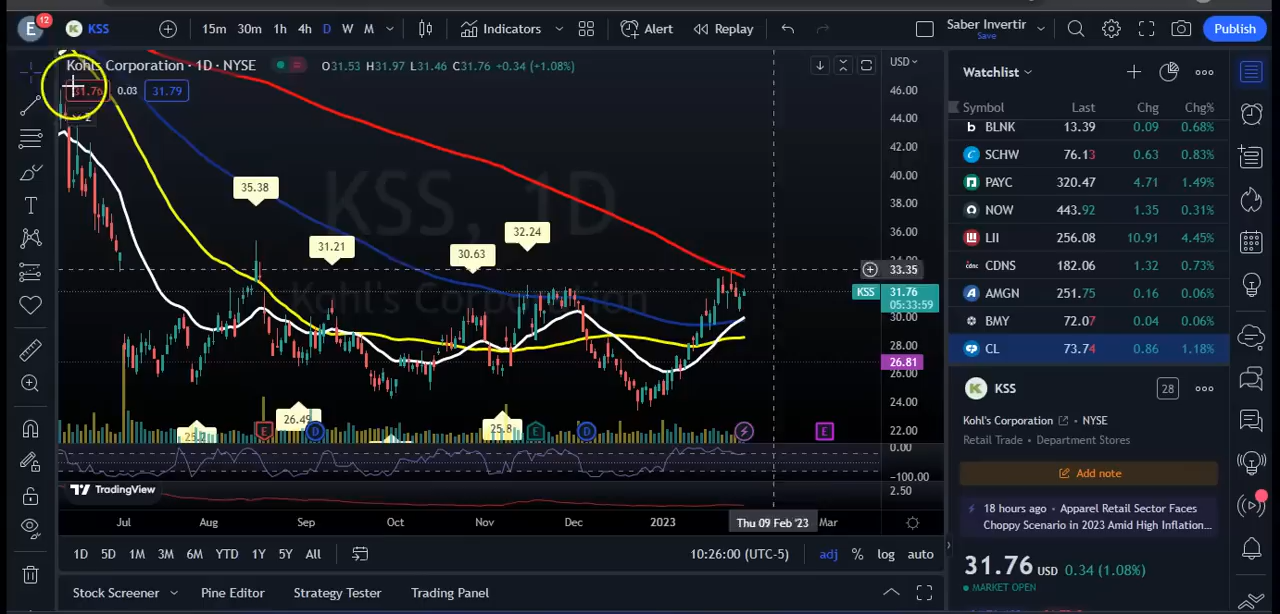 E 12 KSS 15m 30m 1h 4h D W M Indicators Alert Replay Saber Invertir Save Publish
Kohl's Corporation · 1D · NYSE O31.53 H31.97 L31.46 C31.76 +0.34 (+1.08%) USD
31.76 0.03 31.79
2
KSS, 1D
Kohl's Corporation
35.38
31.21
30.63
32.24
26.49
25.8
46.00
44.00
42.00
40.00
38.00
36.00
33.35
KSS 31.76
05:33:59
30.00
28.00
26.81
26.00
24.00
22.00
0.00
−100.00
2.50
E D E D E
TradingView
Jul Aug Sep Oct Nov Dec 2023 Thu 09 Feb '23 Mar
1D 5D 1M 3M 6M YTD 1Y 5Y All 10:26:00 (UTC-5) adj % log auto
Stock Screener Pine Editor Strategy Tester Trading Panel
Watchlist
Symbol Last Chg Chg%
BLNK 13.39 0.09 0.68%
SCHW 76.13 0.63 0.83%
PAYC 320.47 4.71 1.49%
NOW 443.92 1.35 0.31%
LII 256.08 10.91 4.45%
CDNS 182.06 1.32 0.73%
AMGN 251.75 0.16 0.06%
BMY 72.07 0.04 0.06%
CL 73.74 0.86 1.18%
KSS 28
Kohl's Corporation · NYSE
Retail Trade · Department Stores
Add note
18 hours ago · Apparel Retail Sector Faces
Choppy Scenario in 2023 Amid High Inflation...
31.76 USD 0.34 (1.08%)
MARKET OPEN